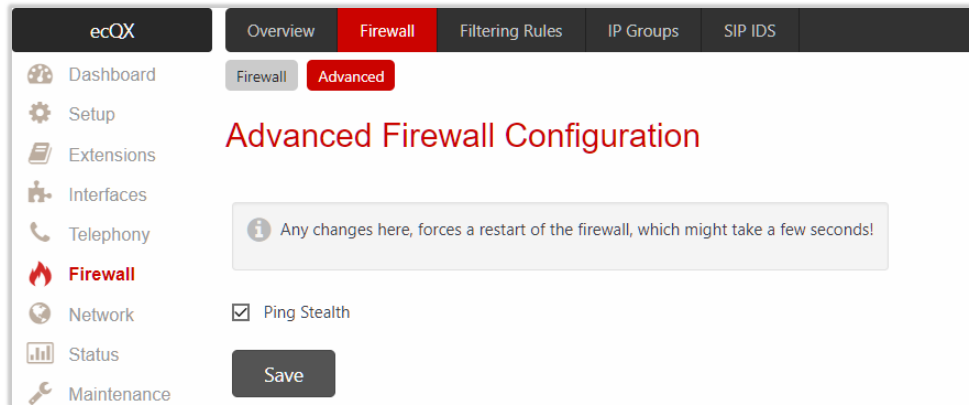 ecQX
Overview Firewall Filtering Rules IP Groups SIP IDS
Dashboard
Setup
Extensions
Interfaces
Telephony
Firewall
Network
Status
Maintenance
Firewall Advanced
Advanced Firewall Configuration
Any changes here, forces a restart of the firewall, which might take a few seconds!
Ping Stealth
Save